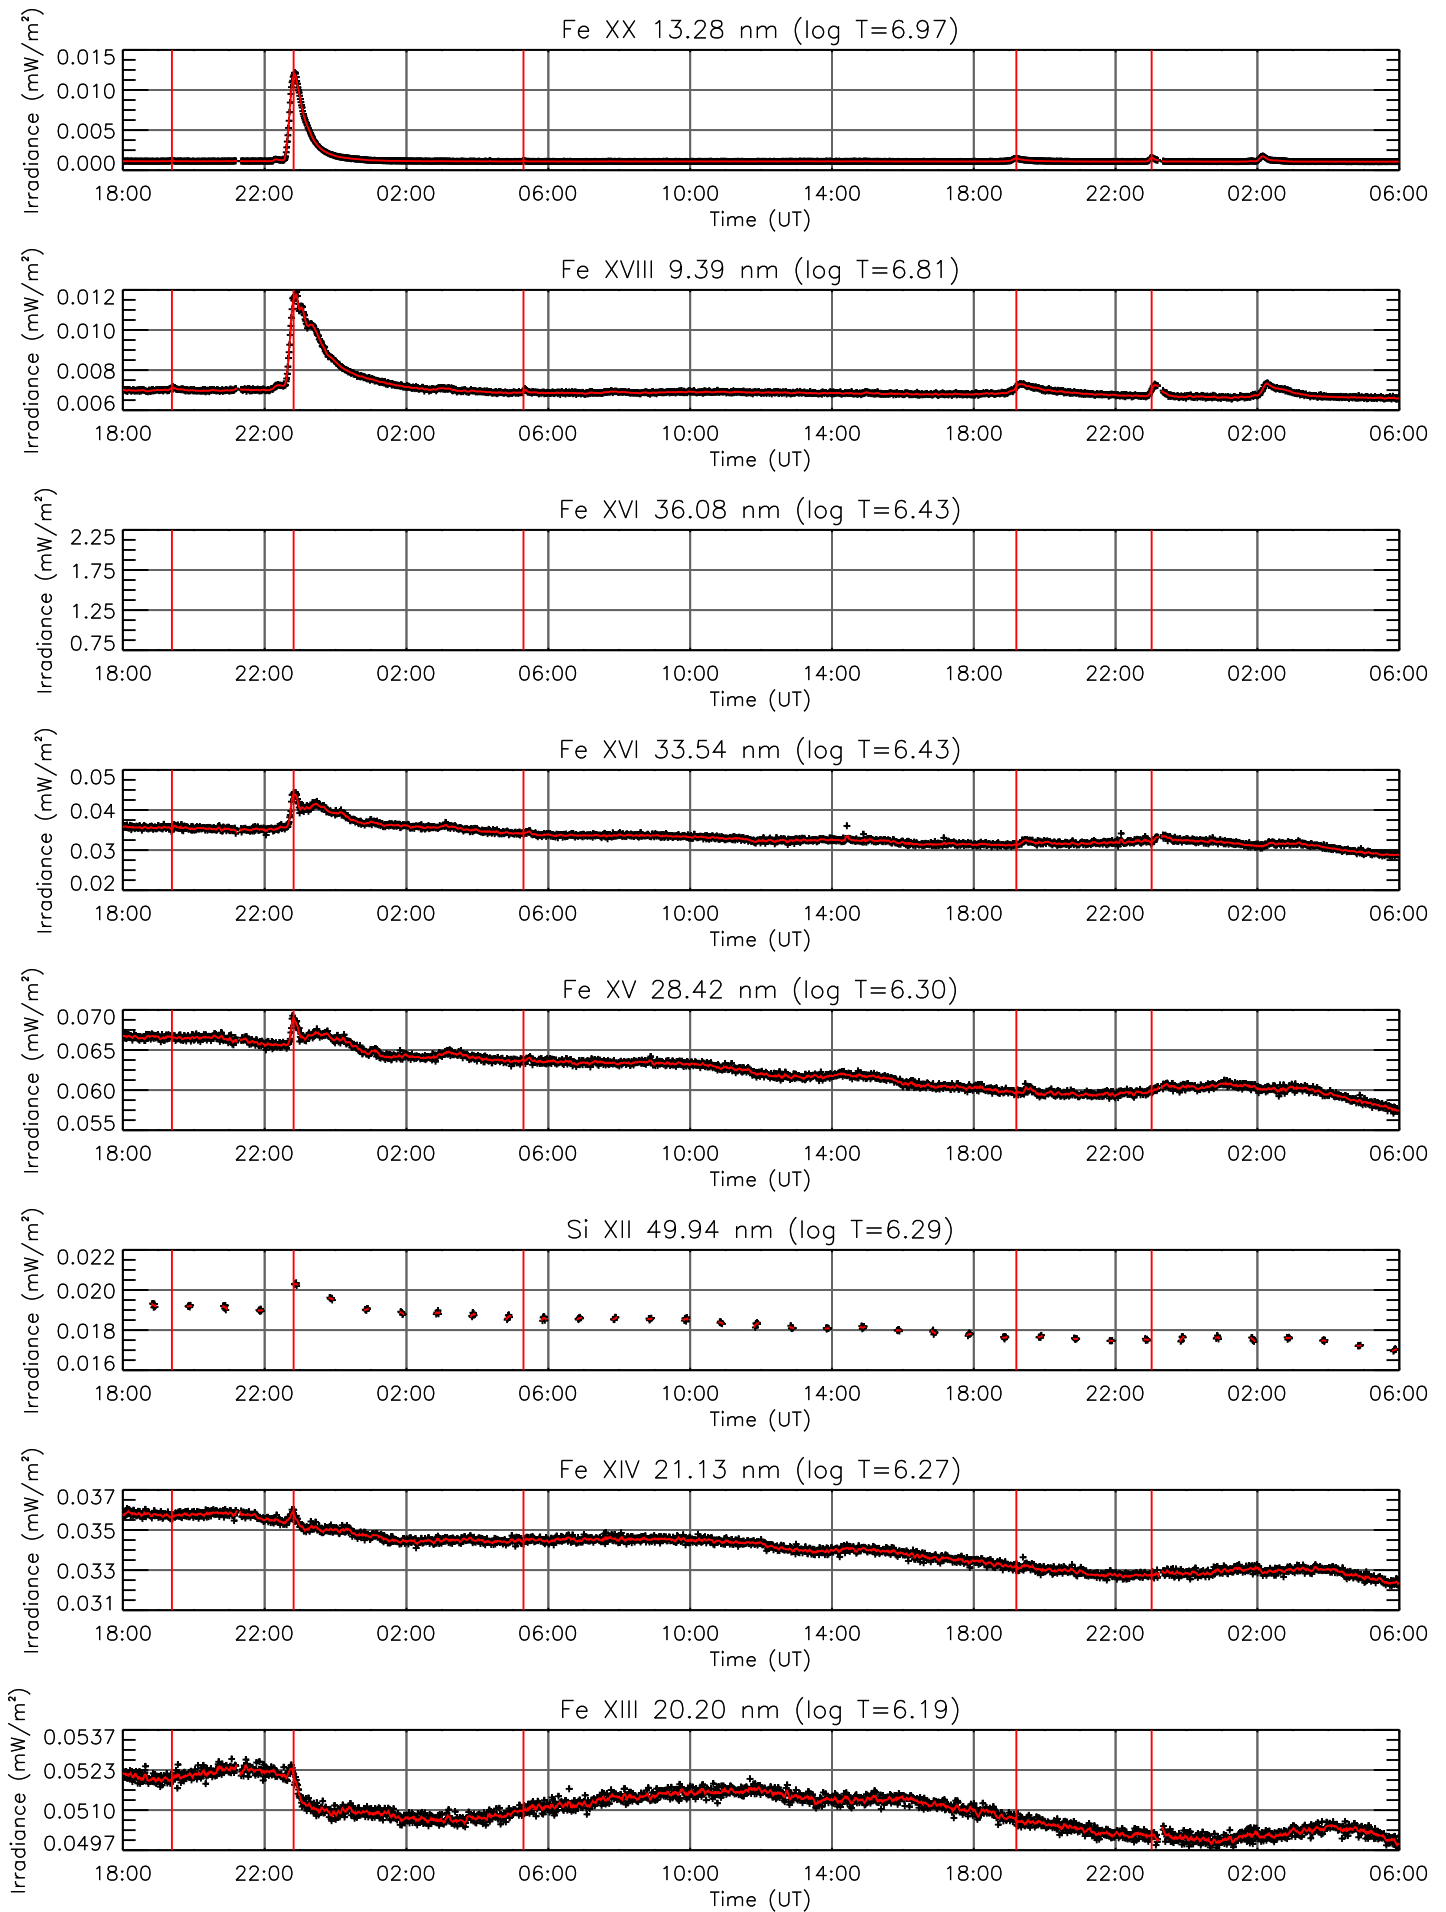 Fe XX 13.28 nm (log T=6.97)
Irradiance (mW/m²)
0.015
0.010
0.005
0.000
18:00 22:00 02:00 06:00 10:00 14:00 18:00 22:00 02:00 06:00
Time (UT)
Fe XVIII 9.39 nm (log T=6.81)
Irradiance (mW/m²)
0.012
0.010
0.008
0.006
18:00 22:00 02:00 06:00 10:00 14:00 18:00 22:00 02:00 06:00
Time (UT)
Fe XVI 36.08 nm (log T=6.43)
Irradiance (mW/m²)
2.25
1.75
1.25
0.75
18:00 22:00 02:00 06:00 10:00 14:00 18:00 22:00 02:00 06:00
Time (UT)
Fe XVI 33.54 nm (log T=6.43)
Irradiance (mW/m²)
0.05
0.04
0.03
0.02
18:00 22:00 02:00 06:00 10:00 14:00 18:00 22:00 02:00 06:00
Time (UT)
Fe XV 28.42 nm (log T=6.30)
Irradiance (mW/m²)
0.070
0.065
0.060
0.055
18:00 22:00 02:00 06:00 10:00 14:00 18:00 22:00 02:00 06:00
Time (UT)
Si XII 49.94 nm (log T=6.29)
Irradiance (mW/m²)
0.022
0.020
0.018
0.016
18:00 22:00 02:00 06:00 10:00 14:00 18:00 22:00 02:00 06:00
Time (UT)
Fe XIV 21.13 nm (log T=6.27)
Irradiance (mW/m²)
0.037
0.035
0.033
0.031
18:00 22:00 02:00 06:00 10:00 14:00 18:00 22:00 02:00 06:00
Time (UT)
Fe XIII 20.20 nm (log T=6.19)
Irradiance (mW/m²)
0.0537
0.0523
0.0510
0.0497
18:00 22:00 02:00 06:00 10:00 14:00 18:00 22:00 02:00 06:00
Time (UT)